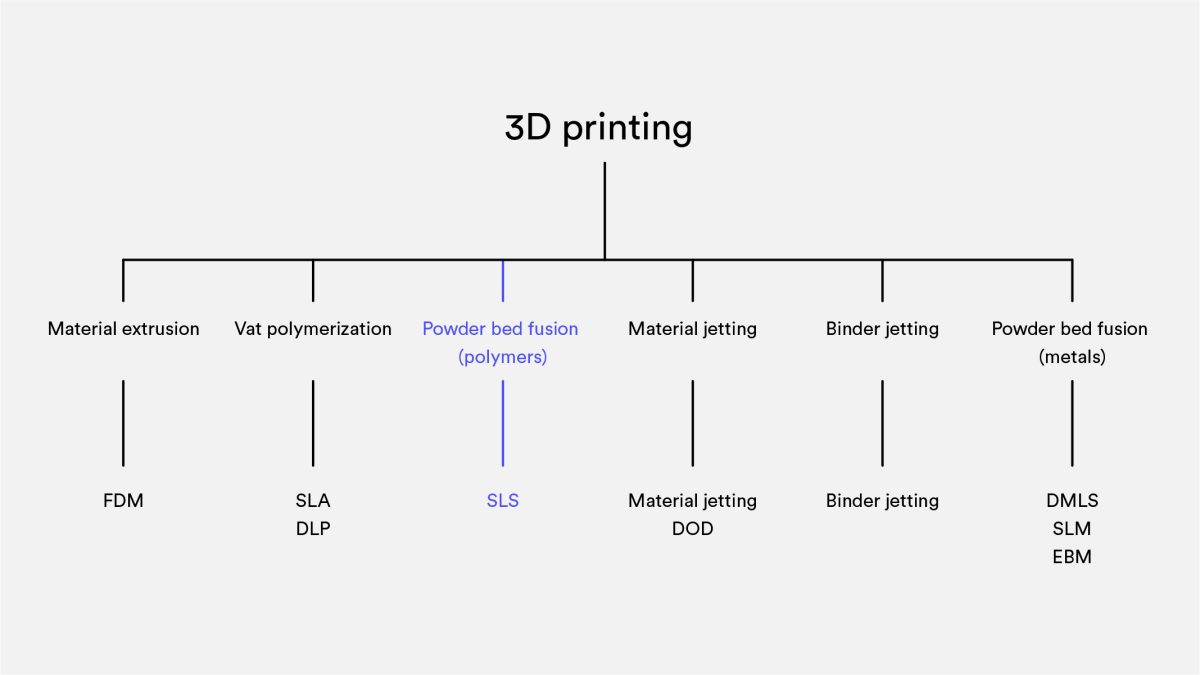 3D printing
Material extrusion
Vat polymerization
Powder bed fusion
(polymers)
Material jetting
Binder jetting
Powder bed fusion
(metals)
FDM
SLA
DLP
SLS
Material jetting
DOD
Binder jetting
DMLS
SLM
EBM